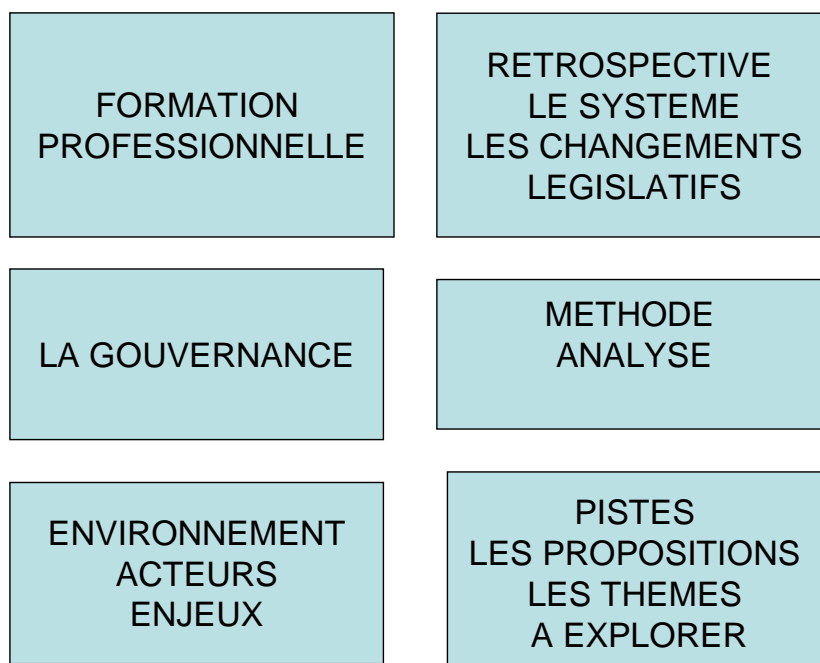 FORMATION
PROFESSIONNELLE
RETROSPECTIVE
LE SYSTEME
LES CHANGEMENTS
LEGISLATIFS
LA GOUVERNANCE
METHODE
ANALYSE
ENVIRONNEMENT
ACTEURS
ENJEUX
PISTES
LES PROPOSITIONS
LES THEMES
A EXPLORER